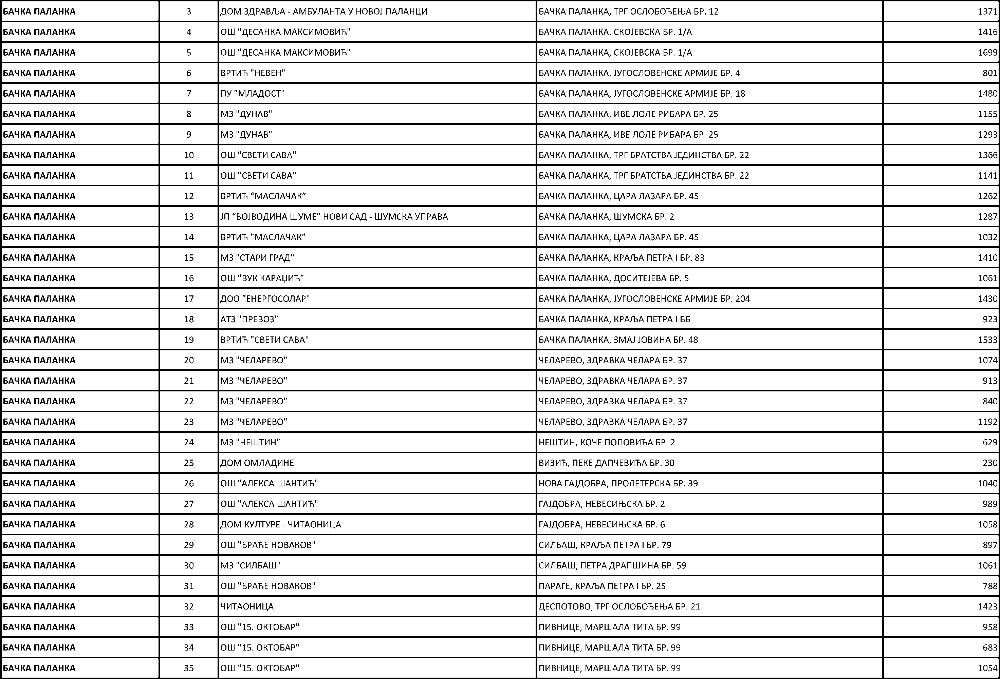 БАЧКА ПАЛАНКА 3 ДОМ ЗДРАВЉА - АМБУЛАНТА У НОВОЈ ПАЛАНЦИ БАЧКА ПАЛАНКА, ТРГ ОСЛОБОЂЕЊА БР. 12 1371
БАЧКА ПАЛАНКА 4 ОШ "ДЕСАНКА МАКСИМОВИЋ" БАЧКА ПАЛАНКА, СКОЈЕВСКА БР. 1/А 1416
БАЧКА ПАЛАНКА 5 ОШ "ДЕСАНКА МАКСИМОВИЋ" БАЧКА ПАЛАНКА, СКОЈЕВСКА БР. 1/А 1699
БАЧКА ПАЛАНКА 6 ВРТИЋ "НЕВЕН" БАЧКА ПАЛАНКА, ЈУГОСЛОВЕНСКЕ АРМИЈЕ БР. 4 801
БАЧКА ПАЛАНКА 7 ПУ "МЛАДОСТ" БАЧКА ПАЛАНКА, ЈУГОСЛОВЕНСКЕ АРМИЈЕ БР. 18 1480
БАЧКА ПАЛАНКА 8 МЗ "ДУНАВ" БАЧКА ПАЛАНКА, ИВЕ ЛОЛЕ РИБАРА БР. 25 1155
БАЧКА ПАЛАНКА 9 МЗ "ДУНАВ" БАЧКА ПАЛАНКА, ИВЕ ЛОЛЕ РИБАРА БР. 25 1293
БАЧКА ПАЛАНКА 10 ОШ "СВЕТИ САВА" БАЧКА ПАЛАНКА, ТРГ БРАТСТВА ЈЕДИНСТВА БР. 22 1366
БАЧКА ПАЛАНКА 11 ОШ "СВЕТИ САВА" БАЧКА ПАЛАНКА, ТРГ БРАТСТВА ЈЕДИНСТВА БР. 22 1141
БАЧКА ПАЛАНКА 12 ВРТИЋ “МАСЛАЧАК” БАЧКА ПАЛАНКА, ЦАРА ЛАЗАРА БР. 45 1262
БАЧКА ПАЛАНКА 13 ЈП “ВОЈВОДИНА ШУМЕ” НОВИ САД - ШУМСКА УПРАВА БАЧКА ПАЛАНКА, ШУМСКА БР. 2 1287
БАЧКА ПАЛАНКА 14 ВРТИЋ "МАСЛАЧАК" БАЧКА ПАЛАНКА, ЦАРА ЛАЗАРА БР. 45 1032
БАЧКА ПАЛАНКА 15 МЗ "СТАРИ ГРАД" БАЧКА ПАЛАНКА, КРАЉА ПЕТРА I БР. 83 1410
БАЧКА ПАЛАНКА 16 ОШ "ВУК КАРАЏИЋ" БАЧКА ПАЛАНКА, ДОСИТЕЈЕВА БР. 5 1061
БАЧКА ПАЛАНКА 17 ДОО "ЕНЕРГОСОЛАР" БАЧКА ПАЛАНКА, ЈУГОСЛОВЕНСКЕ АРМИЈЕ БР. 204 1430
БАЧКА ПАЛАНКА 18 АТЗ "ПРЕВОЗ" БАЧКА ПАЛАНКА, КРАЉА ПЕТРА I ББ 923
БАЧКА ПАЛАНКА 19 ВРТИЋ "СВЕТИ САВА" БАЧКА ПАЛАНКА, ЗМАЈ ЈОВИНА БР. 48 1533
БАЧКА ПАЛАНКА 20 МЗ "ЧЕЛАРЕВО" ЧЕЛАРЕВО, ЗДРАВКА ЧЕЛАРА БР. 37 1074
БАЧКА ПАЛАНКА 21 МЗ "ЧЕЛАРЕВО" ЧЕЛАРЕВО, ЗДРАВКА ЧЕЛАРА БР. 37 913
БАЧКА ПАЛАНКА 22 МЗ "ЧЕЛАРЕВО" ЧЕЛАРЕВО, ЗДРАВКА ЧЕЛАРА БР. 37 840
БАЧКА ПАЛАНКА 23 МЗ "ЧЕЛАРЕВО" ЧЕЛАРЕВО, ЗДРАВКА ЧЕЛАРА БР. 37 1192
БАЧКА ПАЛАНКА 24 МЗ "НЕШТИН" НЕШТИН, КОЧЕ ПОПОВИЋА БР. 2 629
БАЧКА ПАЛАНКА 25 ДОМ ОМЛАДИНЕ ВИЗИЋ, ПЕКЕ ДАПЧЕВИЋА БР. 30 230
БАЧКА ПАЛАНКА 26 ОШ "АЛЕКСА ШАНТИЋ" НОВА ГАЈДОБРА, ПРОЛЕТЕРСКА БР. 39 1040
БАЧКА ПАЛАНКА 27 ОШ "АЛЕКСА ШАНТИЋ" ГАЈДОБРА, НЕВЕСИЊСКА БР. 2 989
БАЧКА ПАЛАНКА 28 ДОМ КУЛТУРЕ - ЧИТАОНИЦА ГАЈДОБРА, НЕВЕСИЊСКА БР. 6 1058
БАЧКА ПАЛАНКА 29 ОШ "БРАЋЕ НОВАКОВ" СИЛБАШ, КРАЉА ПЕТРА I БР. 79 897
БАЧКА ПАЛАНКА 30 МЗ "СИЛБАШ" СИЛБАШ, ПЕТРА ДРАПШИНА БР. 59 1061
БАЧКА ПАЛАНКА 31 ОШ "БРАЋЕ НОВАКОВ" ПАРАГЕ, КРАЉА ПЕТРА I БР. 25 788
БАЧКА ПАЛАНКА 32 ЧИТАОНИЦА ДЕСПОТОВО, ТРГ ОСЛОБОЂЕЊА БР. 21 1423
БАЧКА ПАЛАНКА 33 ОШ "15. ОКТОБАР" ПИВНИЦЕ, МАРШАЛА ТИТА БР. 99 958
БАЧКА ПАЛАНКА 34 ОШ "15. ОКТОБАР" ПИВНИЦЕ, МАРШАЛА ТИТА БР. 99 683
БАЧКА ПАЛАНКА 35 ОШ "15. ОКТОБАР" ПИВНИЦЕ, МАРШАЛА ТИТА БР. 99 1054